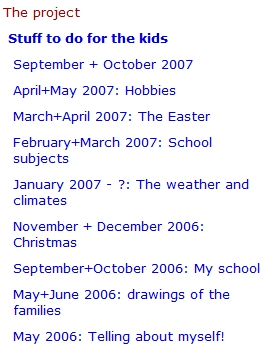 The project
Stuff to do for the kids
September + October 2007
April+May 2007: Hobbies
March+April 2007: The Easter
February+March 2007: School
subjects
January 2007 - ?: The weather and
climates
November + December 2006:
Christmas
September+October 2006: My school
May+June 2006: drawings of the
families
May 2006: Telling about myself!